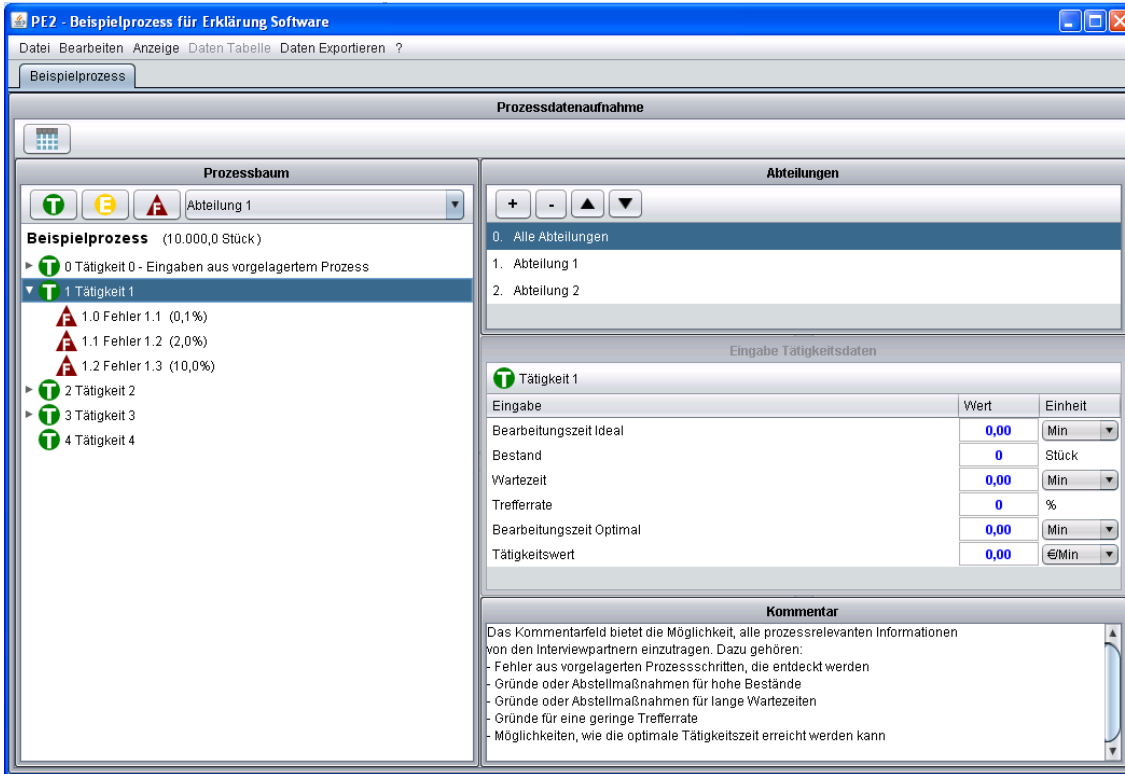 PE2 - Beispielprozess für Erklärung Software
Datei Bearbeiten Anzeige Daten Tabelle Daten Exportieren ?
Beispielprozess
Prozessdatenaufnahme
Prozessbaum
T E F Abteilung 1
Beispielprozess (10.000,0 Stück)
T 0 Tätigkeit 0 - Eingaben aus vorgelagertem Prozess
T 1 Tätigkeit 1
F 1.0 Fehler 1.1 (0,1%)
F 1.1 Fehler 1.2 (2,0%)
F 1.2 Fehler 1.3 (10,0%)
T 2 Tätigkeit 2
T 3 Tätigkeit 3
T 4 Tätigkeit 4
Abteilungen
+ -
0. Alle Abteilungen
1. Abteilung 1
2. Abteilung 2
Eingabe Tätigkeitsdaten
T Tätigkeit 1
Eingabe Wert Einheit
Bearbeitungszeit Ideal 0,00 Min
Bestand 0 Stück
Wartezeit 0,00 Min
Trefferrate 0 %
Bearbeitungszeit Optimal 0,00 Min
Tätigkeitswert 0,00 €/Min
Kommentar
Das Kommentarfeld bietet die Möglichkeit, alle prozessrelevanten Informationen
von den Interviewpartnern einzutragen. Dazu gehören:
- Fehler aus vorgelagerten Prozessschritten, die entdeckt werden
- Gründe oder Abstellmaßnahmen für hohe Bestände
- Gründe oder Abstellmaßnahmen für lange Wartezeiten
- Gründe für eine geringe Trefferrate
- Möglichkeiten, wie die optimale Tätigkeitszeit erreicht werden kann